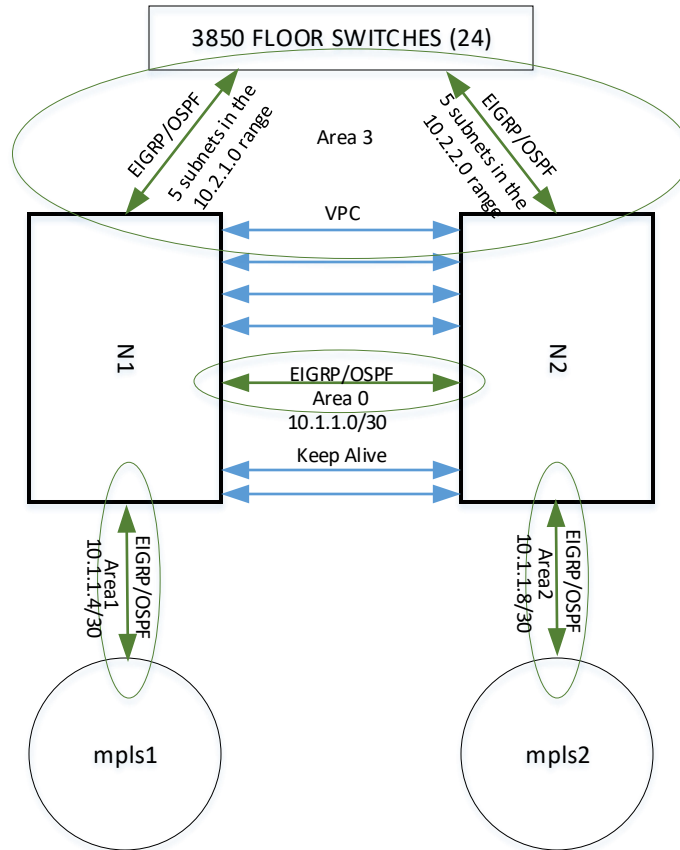 3850 FLOOR SWITCHES (24)
EIGRP/OSPF
5 subnets in the
10.2.1.0 range
Area 3
EIGRP/OSPF
5 subnets in the
10.2.2.0 range
VPC
N1
N2
EIGRP/OSPF
Area 0
10.1.1.0/30
Keep Alive
EIGRP/OSPF
Area1
10.1.1.4/30
EIGRP/OSPF
Area2
10.1.1.8/30
mpls1
mpls2